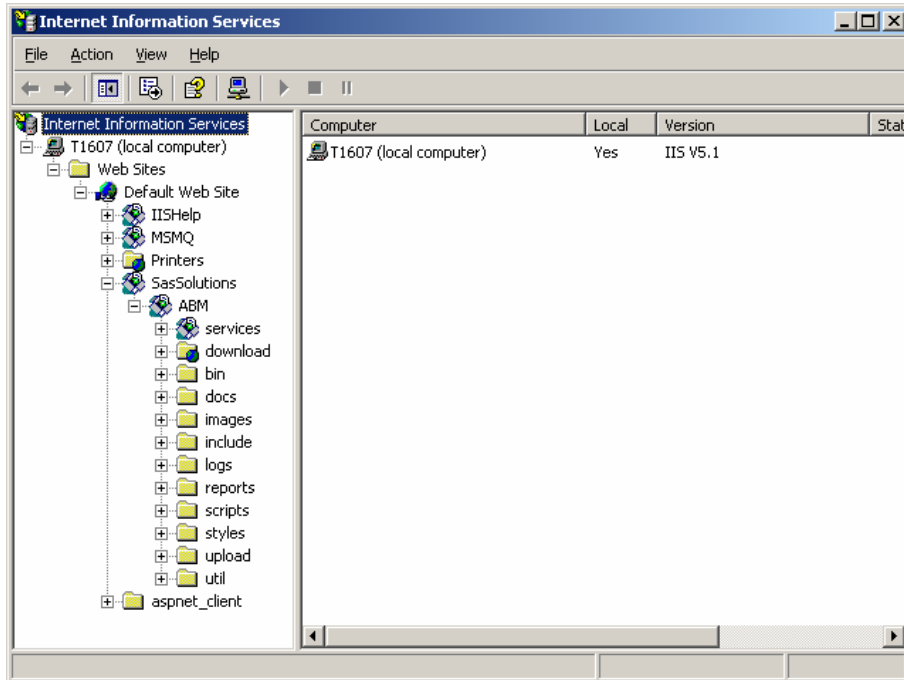 Internet Information Services
File Action View Help
Internet Information Services
T1607 (local computer)
Web Sites
Default Web Site
IISHelp
MSMQ
Printers
SasSolutions
ABM
services
download
bin
docs
images
include
logs
reports
scripts
styles
upload
util
aspnet_client
Computer Local Version Stat
T1607 (local computer) Yes IIS V5.1